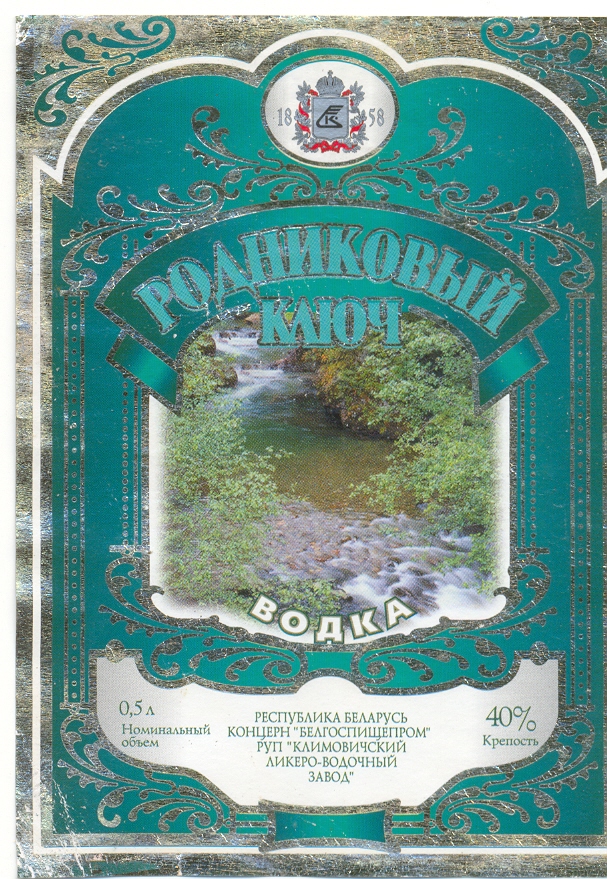 18 58
РОДНИКОВЫЙ
КЛЮЧ
ВОДКА
0,5 л
Номинальный
объем
РЕСПУБЛИКА БЕЛАРУСЬ
КОНЦЕРН "БЕЛГОСПИЩЕПРОМ"
РУП "КЛИМОВИЧСКИЙ
ЛИКЕРО-ВОДОЧНЫЙ
ЗАВОД"
40%
Крепость